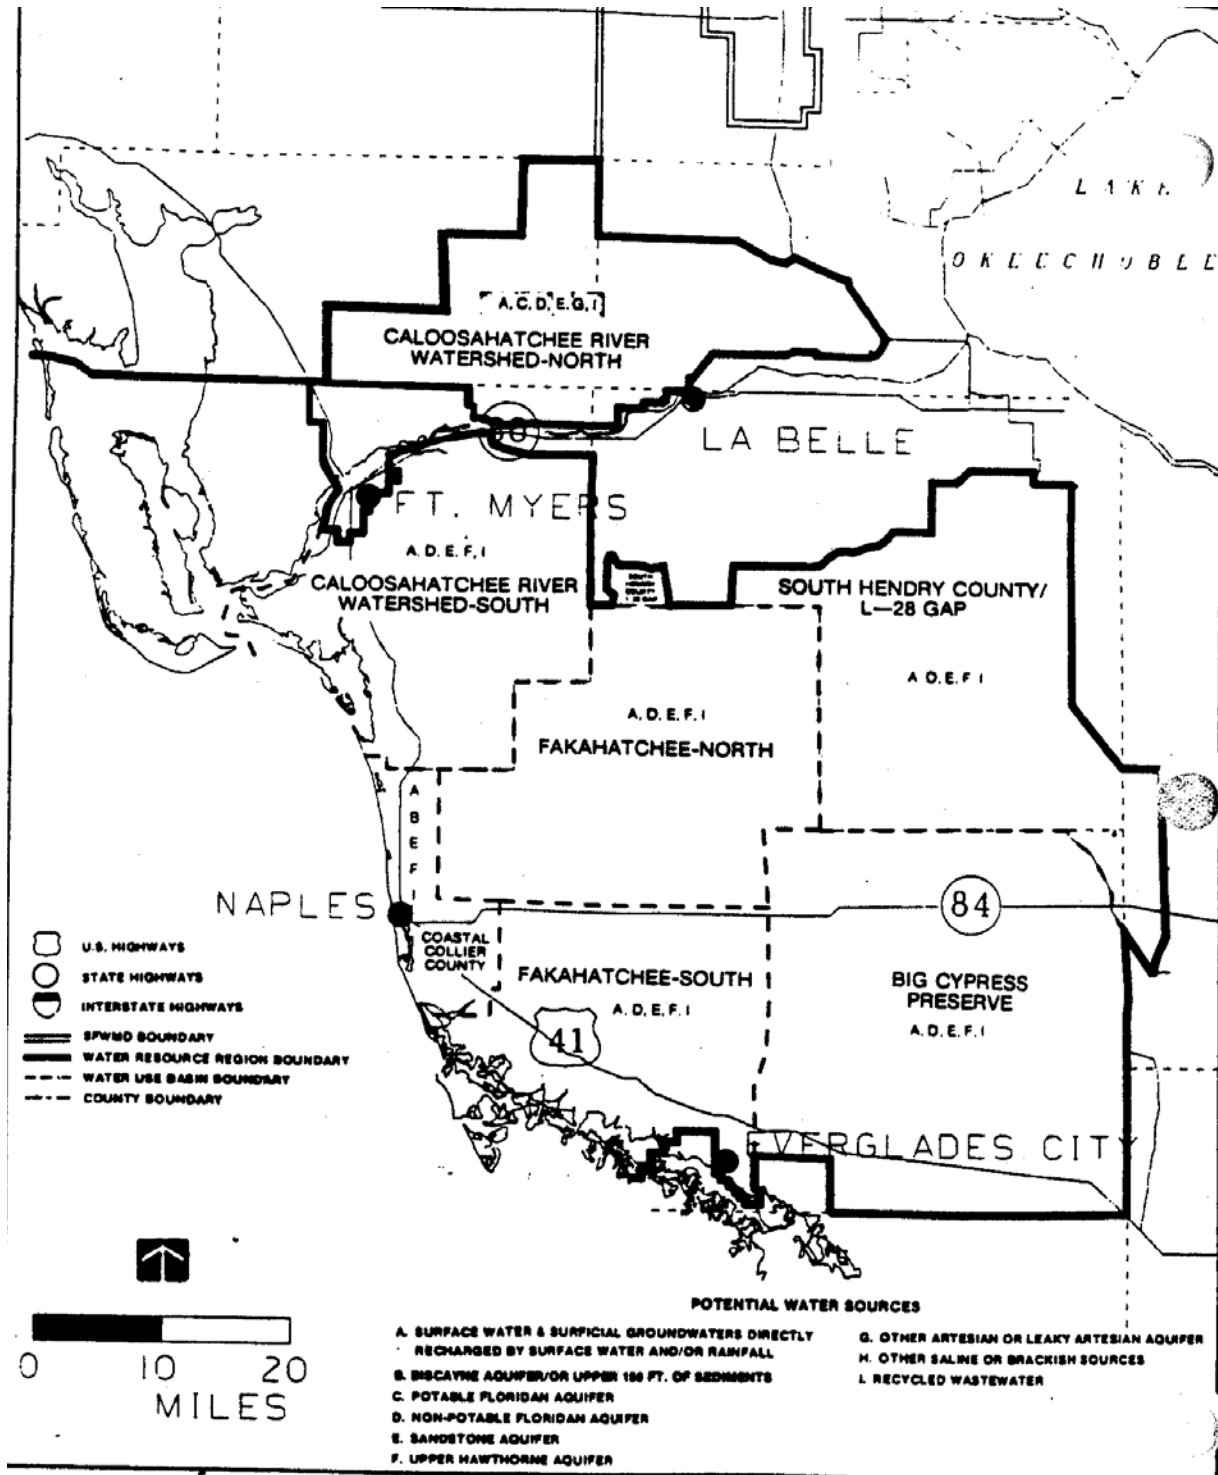 LAKE
OKEECHOBEE
A, C, D, E, G, I
CALOOSAHATCHEE RIVER
WATERSHED-NORTH
LA BELLE
FT. MYERS
A, D, E, F, I
CALOOSAHATCHEE RIVER
WATERSHED-SOUTH
SOUTH
HENDRY
COUNTY
SOUTH HENDRY COUNTY/
L-28 GAP
A, D, E, F, I
A, D, E, F, I
FAKAHATCHEE-NORTH
A
B
E
F
I
NAPLES
84
COASTAL
COLLIER
COUNTY
FAKAHATCHEE-SOUTH
A, D, E, F, I
41
BIG CYPRESS
PRESERVE
A, D, E, F, I
EVERGLADES CITY
U.S. HIGHWAYS
STATE HIGHWAYS
INTERSTATE HIGHWAYS
SFWMD BOUNDARY
WATER RESOURCE REGION BOUNDARY
WATER USE BASIN BOUNDARY
COUNTY BOUNDARY
0 10 20
MILES
POTENTIAL WATER SOURCES
A. SURFACE WATER & SURFICIAL GROUNDWATERS DIRECTLY
RECHARGED BY SURFACE WATER AND/OR RAINFALL
B. BISCAYNE AQUIFER/OR UPPER 150 FT. OF SEDIMENTS
C. POTABLE FLORIDAN AQUIFER
D. NON-POTABLE FLORIDAN AQUIFER
E. SANDSTONE AQUIFER
F. UPPER HAWTHORNE AQUIFER
G. OTHER ARTESIAN OR LEAKY ARTESIAN AQUIFER
H. OTHER SALINE OR BRACKISH SOURCES
I. RECYCLED WASTEWATER